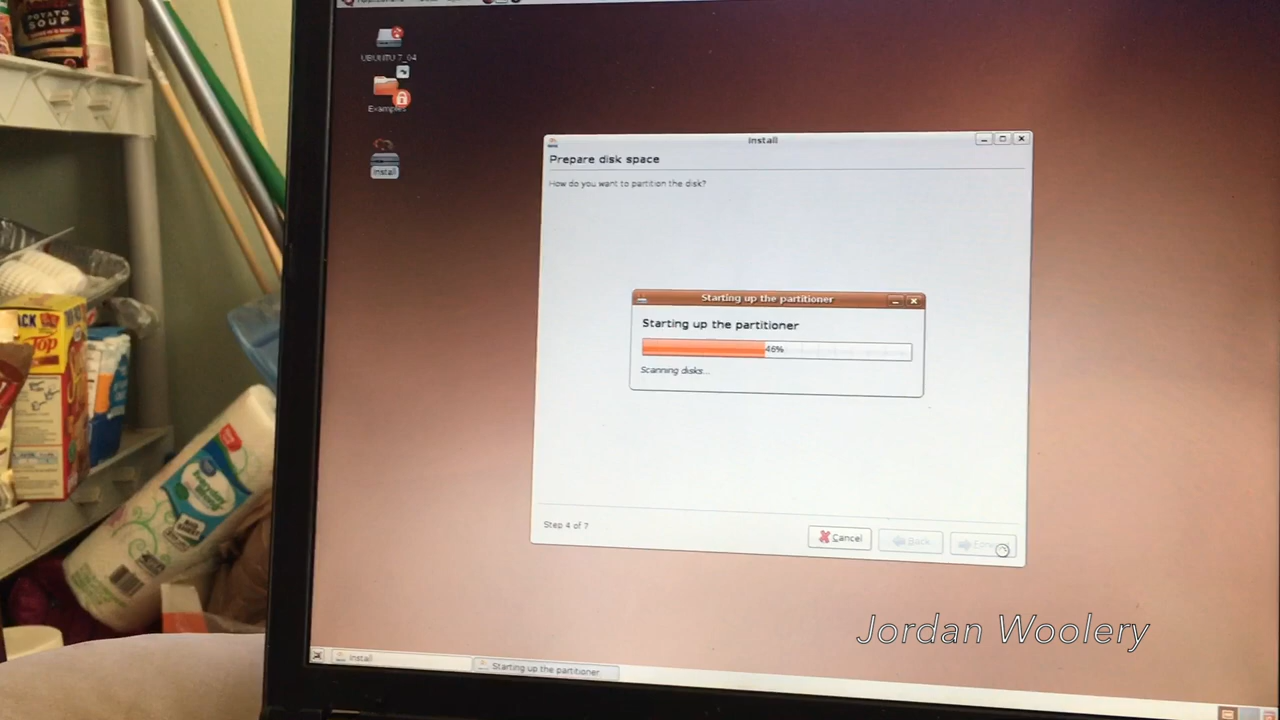 POTATO
SOUP
UBUNTU 7_04
Examples
Install
Install
Prepare disk space
How do you want to partition the disk?
Starting up the partitioner
Starting up the partitioner
46%
Scanning disks...
Step 4 of 7
Cancel
Back
Jordan Woolery
Install
Starting up the partitioner